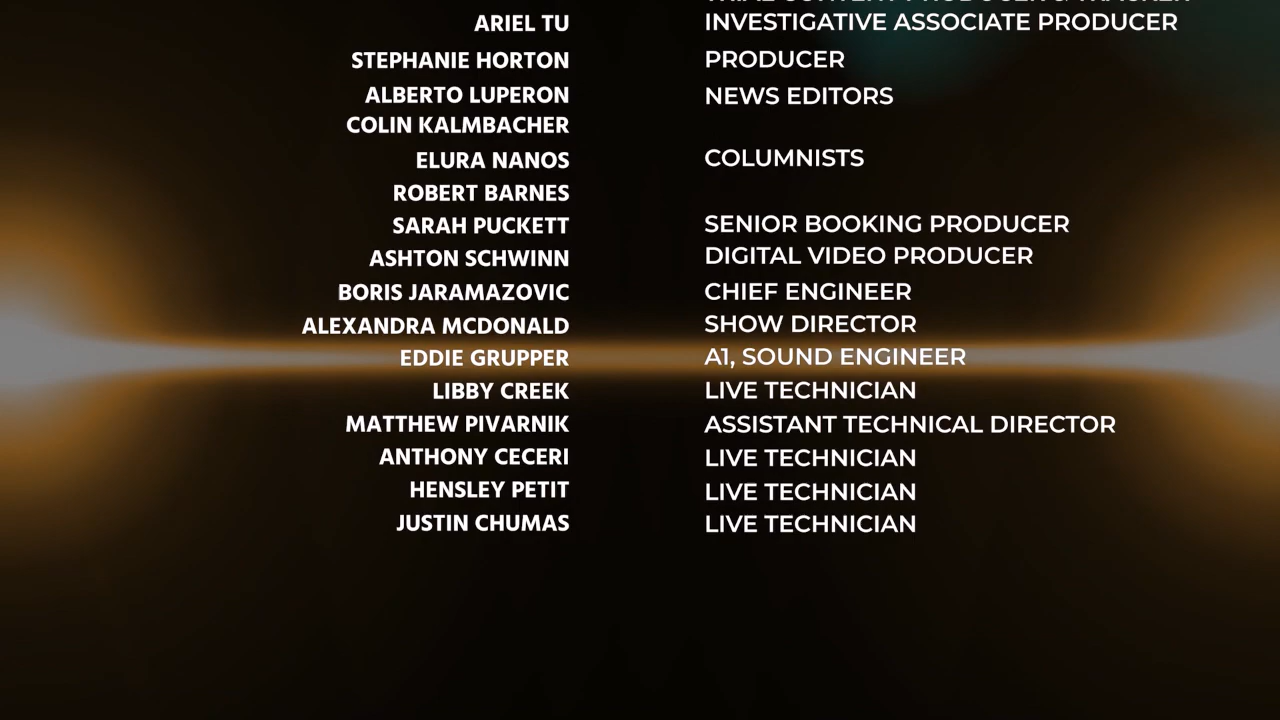 ARIEL TU INVESTIGATIVE ASSOCIATE PRODUCER
STEPHANIE HORTON PRODUCER
ALBERTO LUPERON NEWS EDITORS
COLIN KALMBACHER
ELURA NANOS COLUMNISTS
ROBERT BARNES
SARAH PUCKETT SENIOR BOOKING PRODUCER
ASHTON SCHWINN DIGITAL VIDEO PRODUCER
BORIS JARAMAZOVIC CHIEF ENGINEER
ALEXANDRA MCDONALD SHOW DIRECTOR
EDDIE GRUPPER A1, SOUND ENGINEER
LIBBY CREEK LIVE TECHNICIAN
MATTHEW PIVARNIK ASSISTANT TECHNICAL DIRECTOR
ANTHONY CECERI LIVE TECHNICIAN
HENSLEY PETIT LIVE TECHNICIAN
JUSTIN CHUMAS LIVE TECHNICIAN